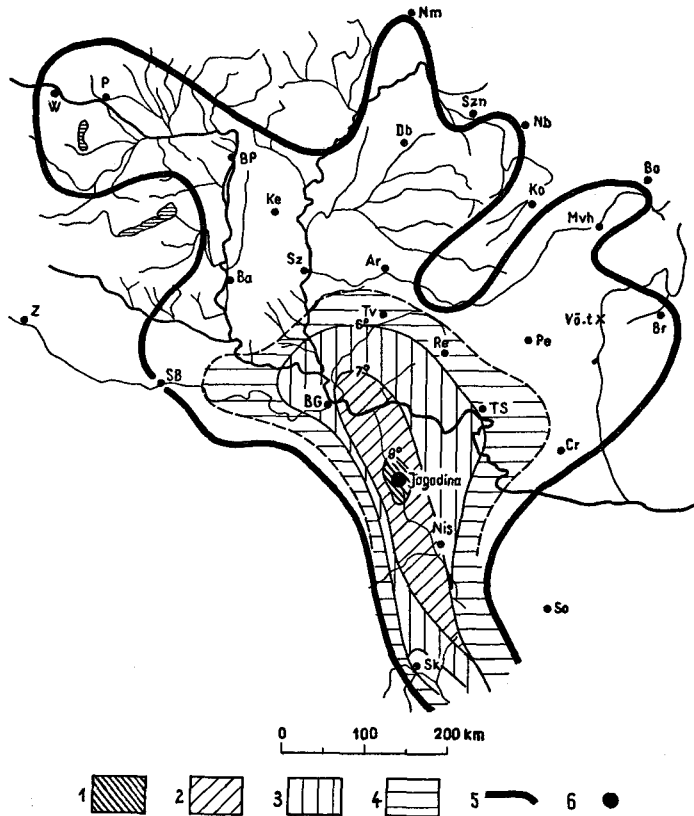 Nm
P
W
Szn
Nb
Db
BP
Bo
Ko
Ke
Mvh
Sz
Ar
Ba
Tv
Vö.t
Z
6°
Br
Re
Pe
7°
SB
BG
TS
Cr
9°
Jagodina
Nis
So
Sk
0 100 200 km
1 2 3 4 5 6